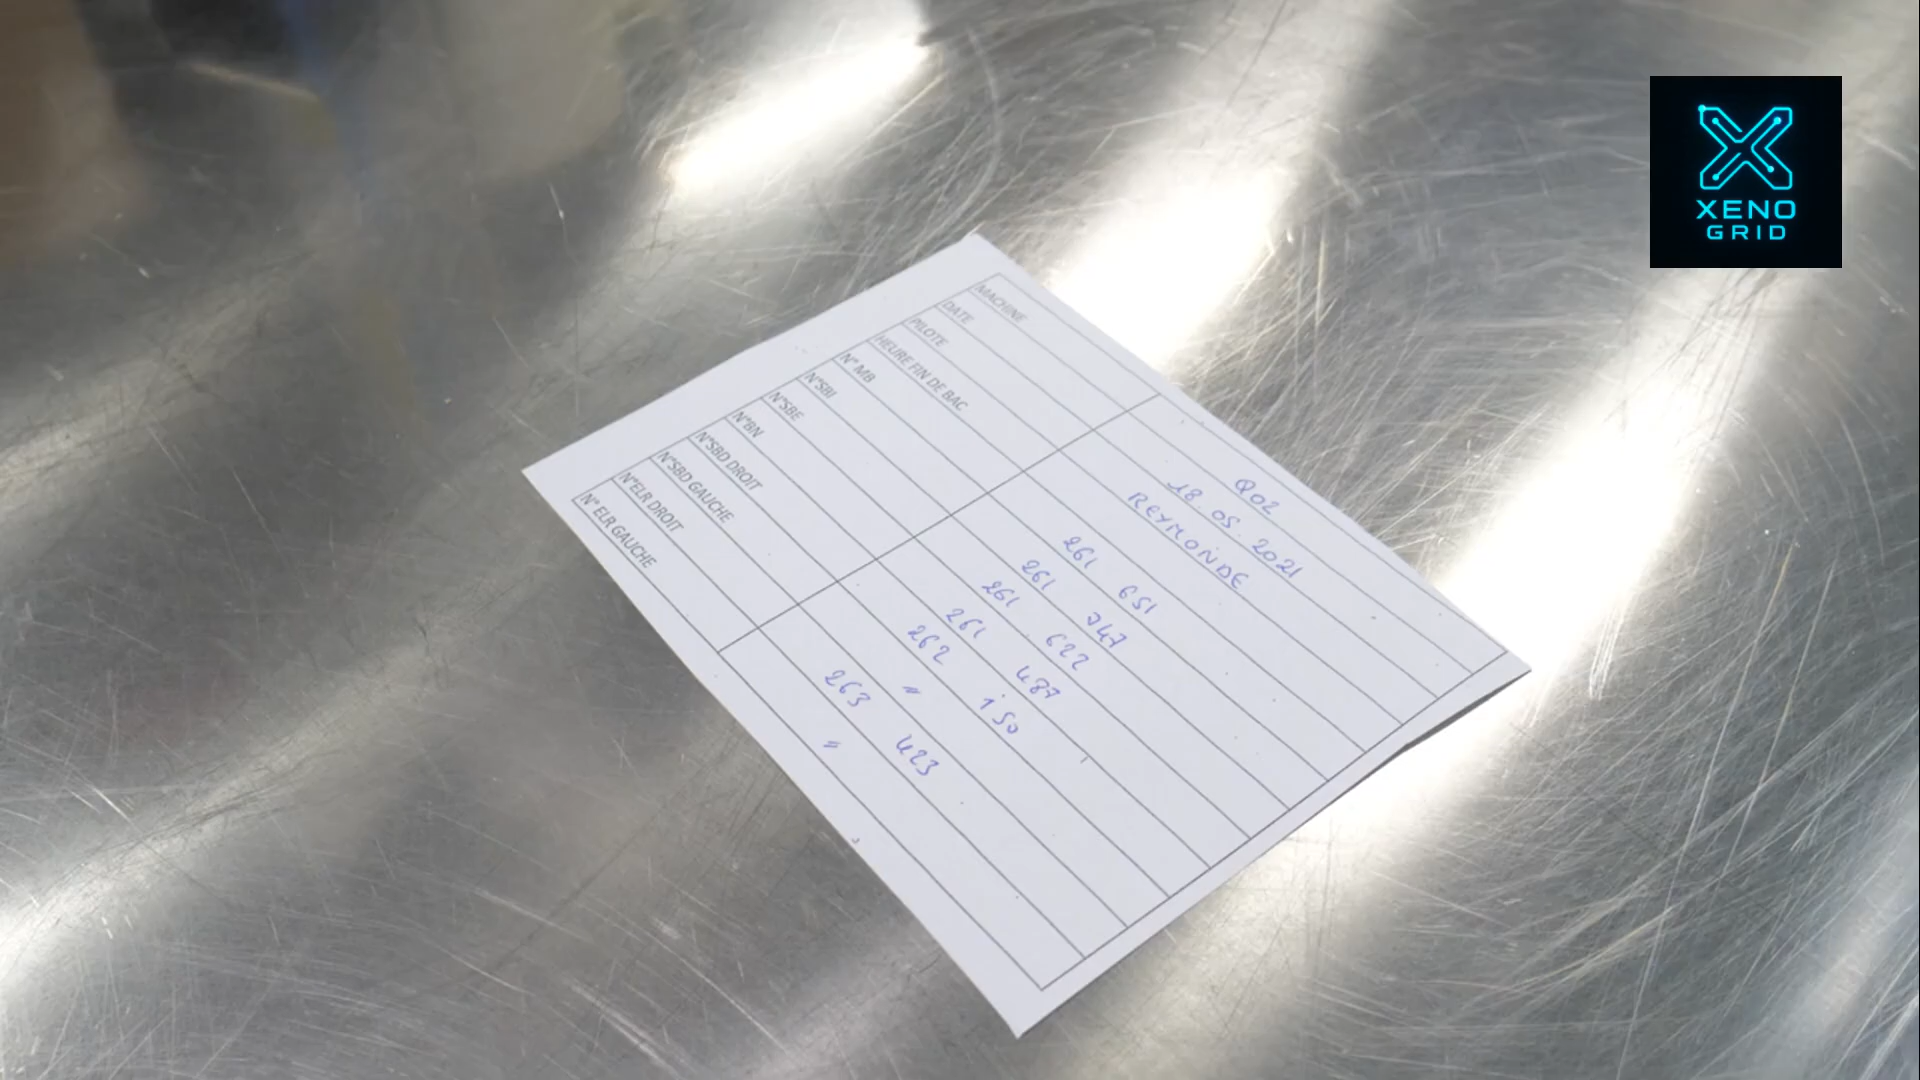 MACHINE Q02
DATE 18.05.2021
PILOTE REYMONDE
HEURE FIN DE BAC
N° MB 261 651
N°SBI 261
N°SBE 261 622
N°BN 261 487
N°SBD DROIT 262 150
N°SBD GAUCHE "
N°ELR DROIT 263 423
N° ELR GAUCHE "
XENO
GRID